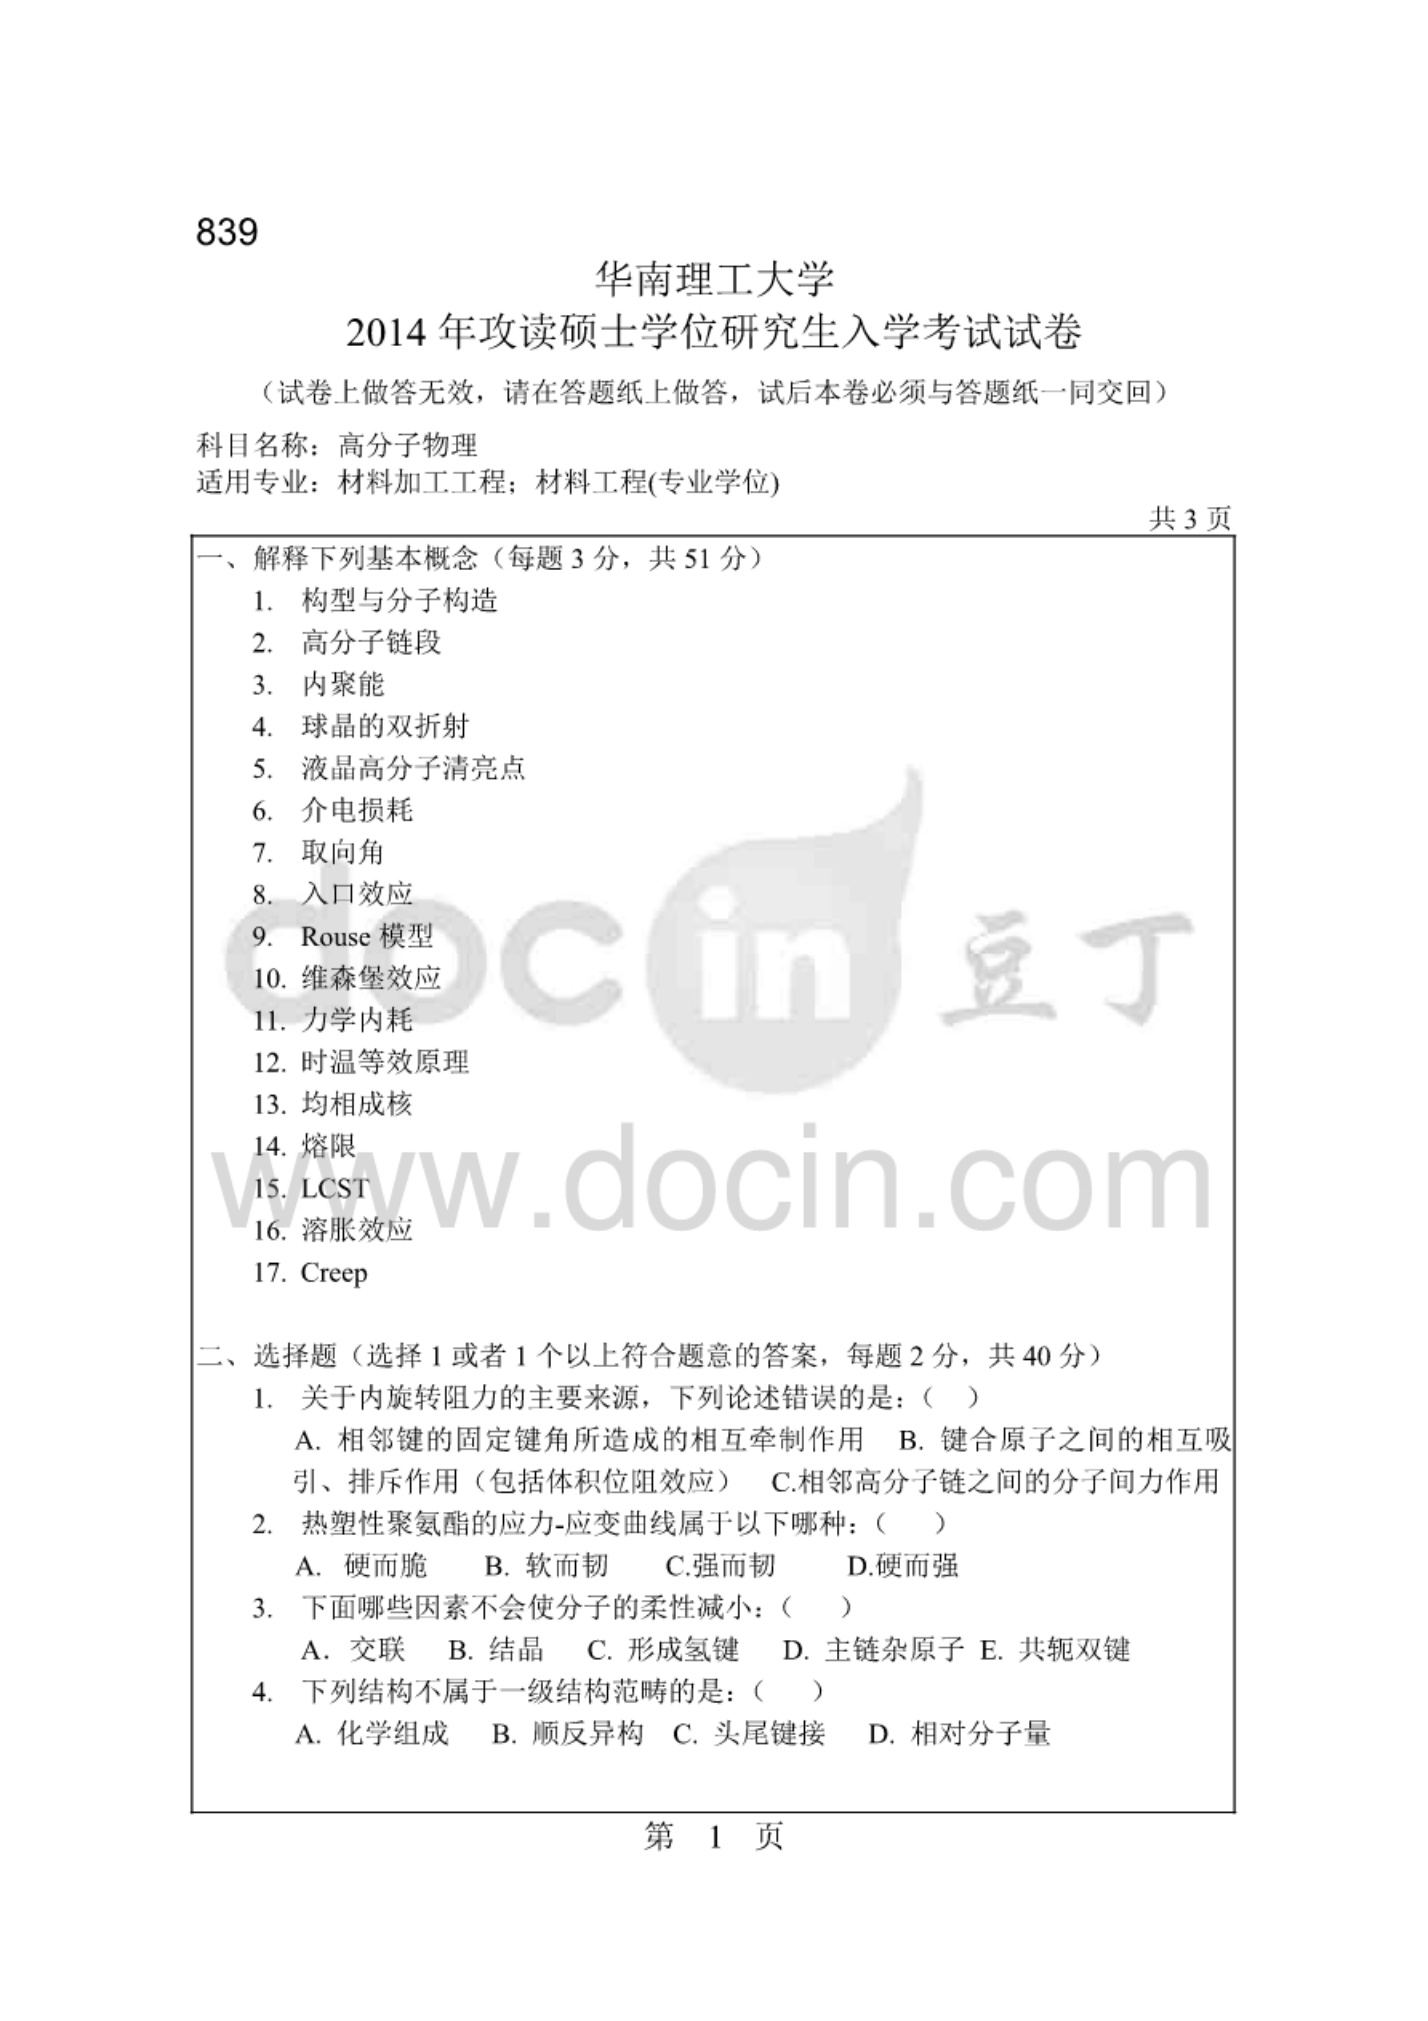 839
华南理工大学
2014 年攻读硕士学位研究生入学考试试卷
（试卷上做答无效，请在答题纸上做答，试后本卷必须与答题纸一同交回）
科目名称：高分子物理
适用专业：材料加工工程；材料工程(专业学位)
共 3 页
一、解释下列基本概念（每题 3 分，共 51 分）
1. 构型与分子构造
2. 高分子链段
3. 内聚能
4. 球晶的双折射
5. 液晶高分子清亮点
6. 介电损耗
7. 取向角
8. 入口效应
9. Rouse 模型
10. 维森堡效应
11. 力学内耗
12. 时温等效原理
13. 均相成核
14. 熔限
15. LCST
16. 溶胀效应
17. Creep
docin 豆丁
www.docin.com
二、选择题（选择 1 或者 1 个以上符合题意的答案，每题 2 分，共 40 分）
1. 关于内旋转阻力的主要来源，下列论述错误的是：（ ）
A. 相邻键的固定键角所造成的相互牵制作用 B. 键合原子之间的相互吸
引、排斥作用（包括体积位阻效应） C.相邻高分子链之间的分子间力作用
2. 热塑性聚氨酯的应力-应变曲线属于以下哪种：（ ）
A. 硬而脆 B. 软而韧 C.强而韧 D.硬而强
3. 下面哪些因素不会使分子的柔性减小：（ ）
A. 交联 B. 结晶 C. 形成氢键 D. 主链杂原子 E. 共轭双键
4. 下列结构不属于一级结构范畴的是：（ ）
A. 化学组成 B. 顺反异构 C. 头尾键接 D. 相对分子量
第 1 页